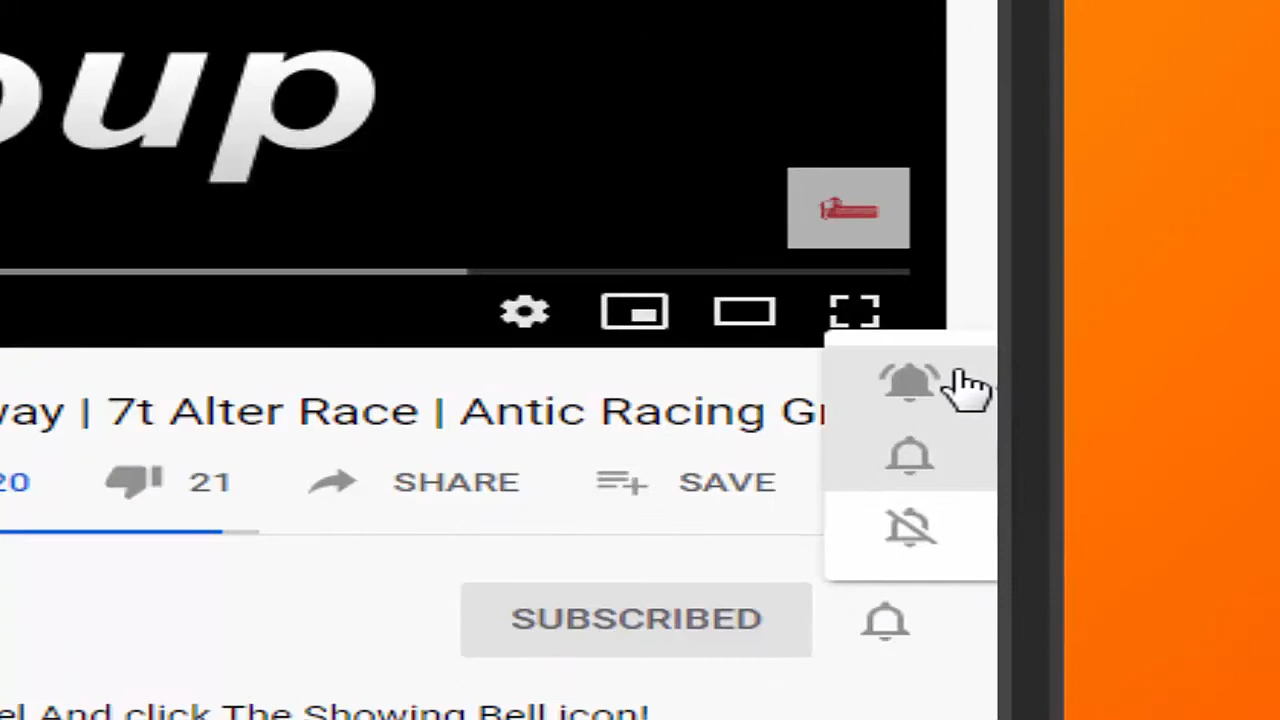 oup
way | 7t Alter Race | Antic Racing Gr
20 21 SHARE SAVE
SUBSCRIBED
el And click The Showing Bell icon!